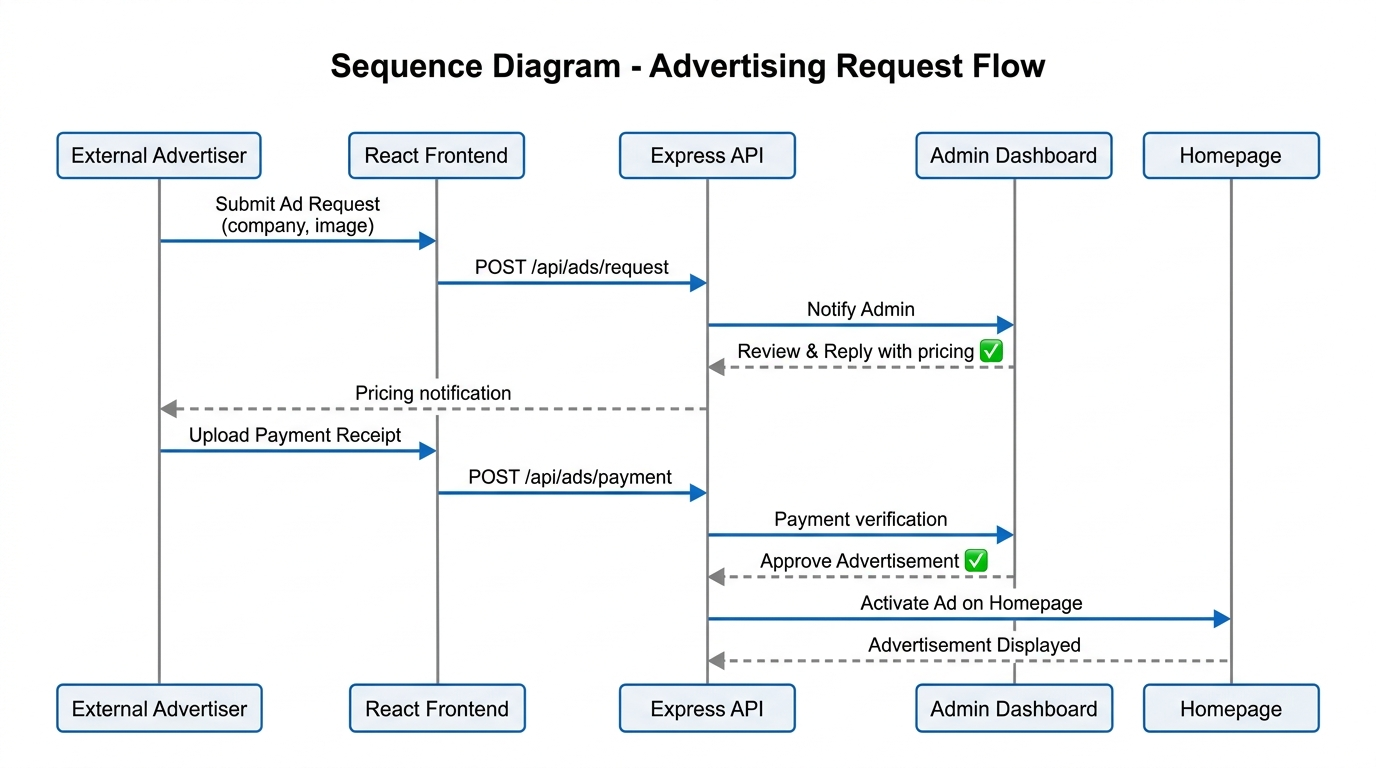 Sequence Diagram - Advertising Request Flow
External Advertiser
React Frontend
Express API
Admin Dashboard
Homepage
Submit Ad Request
(company, image)
POST /api/ads/request
Notify Admin
Review & Reply with pricing ✅
Pricing notification
Upload Payment Receipt
POST /api/ads/payment
Payment verification
Approve Advertisement ✅
Activate Ad on Homepage
Advertisement Displayed
External Advertiser
React Frontend
Express API
Admin Dashboard
Homepage